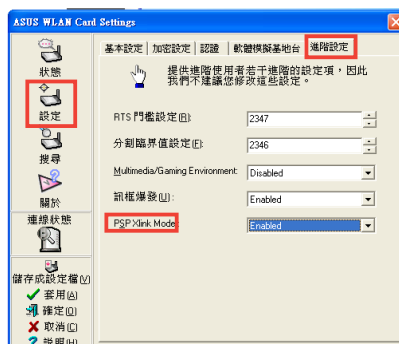 ASUS WLAN Card Settings
狀態
設定
搜尋
關於
連線狀態
儲存成設定檔(V)
套用(A)
確定(O)
取消(C)
說明(H)
基本設定 加密設定 認證 軟體模擬基地台 進階設定
提供進階使用者若干進階的設定項，因此
我們不建議您修改這些設定。
RTS 門檻設定(R): 2347
分割臨界值設定(F): 2346
Multimedia/Gaming Environment: Disabled
訊框爆發(U): Enabled
PSP Xlink Mode Enabled